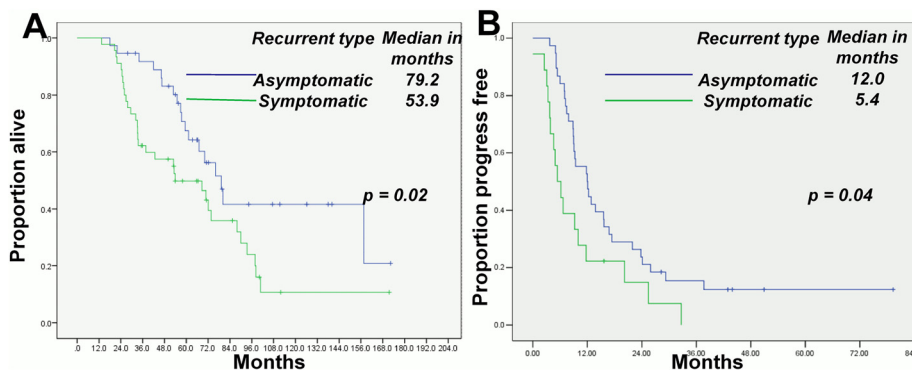 A
Recurrent type Median in months
Asymptomatic 79.2
Symptomatic 53.9
p = 0.02
Proportion alive
1.0
0.8
0.6
0.4
0.2
0.0
.0 12.0 24.0 36.0 48.0 60.0 72.0 84.0 96.0 108.0 120.0 132.0 144.0 156.0 168.0 180.0 192.0 204.0
Months
B
Recurrent type Median in months
Asymptomatic 12.0
Symptomatic 5.4
p = 0.04
Proportion progress free
1.0
0.8
0.6
0.4
0.2
0.0
0.00 12.00 24.00 36.00 48.00 60.00 72.00 84
Months